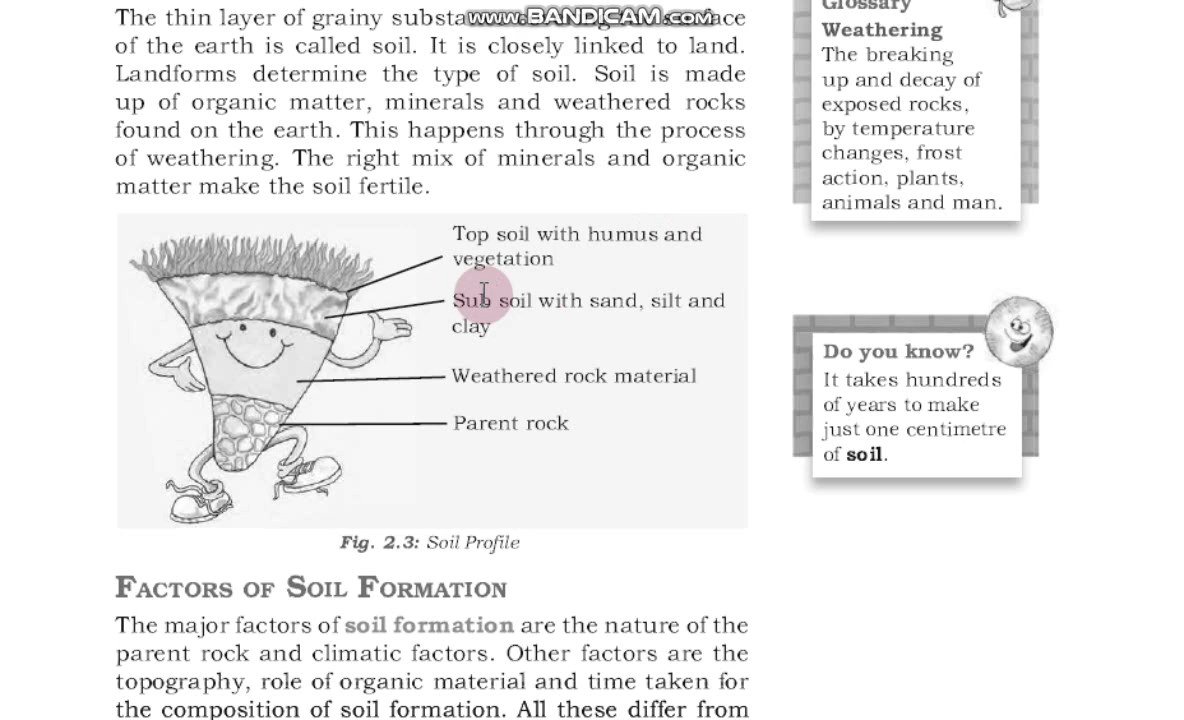 The thin layer of grainy substa
www.BANDICAM.com
ace
of the earth is called soil. It is closely linked to land.
Landforms determine the type of soil. Soil is made
up of organic matter, minerals and weathered rocks
found on the earth. This happens through the process
of weathering. The right mix of minerals and organic
matter make the soil fertile.
Top soil with humus and
vegetation
Sub soil with sand, silt and
clay
Weathered rock material
Parent rock
Fig. 2.3: Soil Profile
FACTORS OF SOIL FORMATION
The major factors of soil formation are the nature of the
parent rock and climatic factors. Other factors are the
topography, role of organic material and time taken for
the composition of soil formation. All these differ from
Glossary
Weathering
The breaking
up and decay of
exposed rocks,
by temperature
changes, frost
action, plants,
animals and man.
Do you know?
It takes hundreds
of years to make
just one centimetre
of soil.